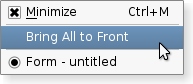 Minimize Ctrl+M
Bring All to Front
Form - untitled